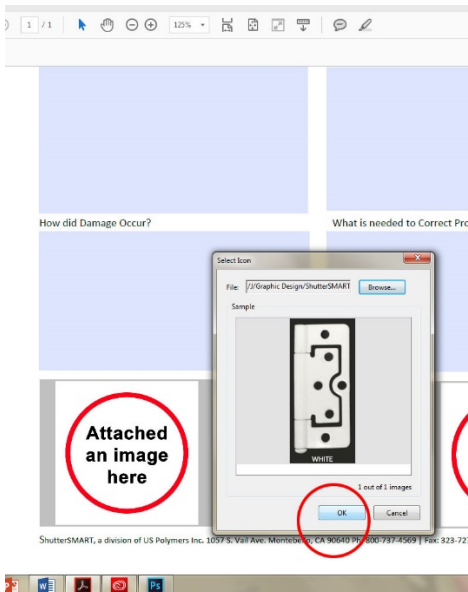 1 / 1
125%
How did Damage Occur?
What is needed to Correct Pro
Select Icon
File: /J/Graphic Design/ShutterSMART Browse...
Sample
WHITE
1 out of 1 images
OK Cancel
Attached
an image
here
ShutterSMART, a division of US Polymers Inc. 1057 S. Vail Ave. Montebello, CA 90640 Ph: 800-737-4569 | Fax: 323-727
W Ps